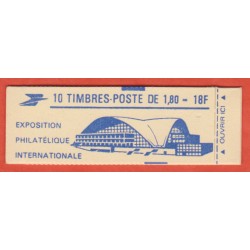 10 TIMBRES-POSTE DE 1,80 - 18F
EXPOSITION
PHILATÉLIQUE
INTERNATIONALE
OUVRIR ICI